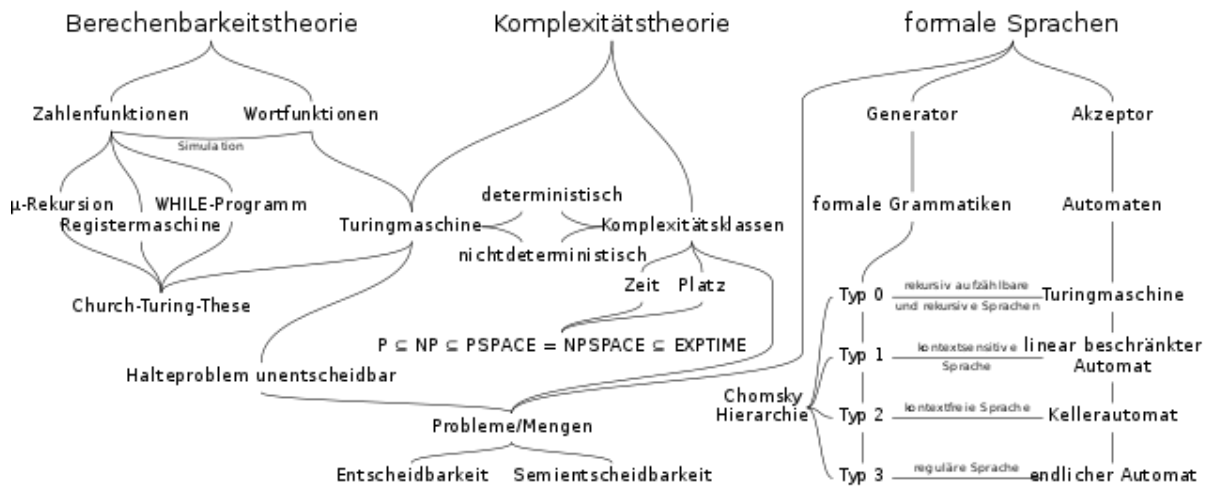 Berechenbarkeitstheorie
Komplexitätstheorie
formale Sprachen
Zahlenfunktionen
Wortfunktionen
Generator
Akzeptor
Simulation
µ-Rekursion
WHILE-Programm
Registermaschine
Turingmaschine
deterministisch
Komplexitätsklassen
nichtdeterministisch
formale Grammatiken
Automaten
Zeit
Platz
Church-Turing-These
Typ 0
rekursiv aufzählbare
und rekursive Sprachen
Turingmaschine
P ⊆ NP ⊆ PSPACE = NPSPACE ⊆ EXPTIME
Typ 1
kontextsensitive
Sprache
linear beschränkter
Automat
Halteproblem unentscheidbar
Chomsky
Hierarchie
Typ 2
kontextfreie Sprache
Kellerautomat
Probleme/Mengen
Entscheidbarkeit
Semientscheidbarkeit
Typ 3
reguläre Sprache
endlicher Automat